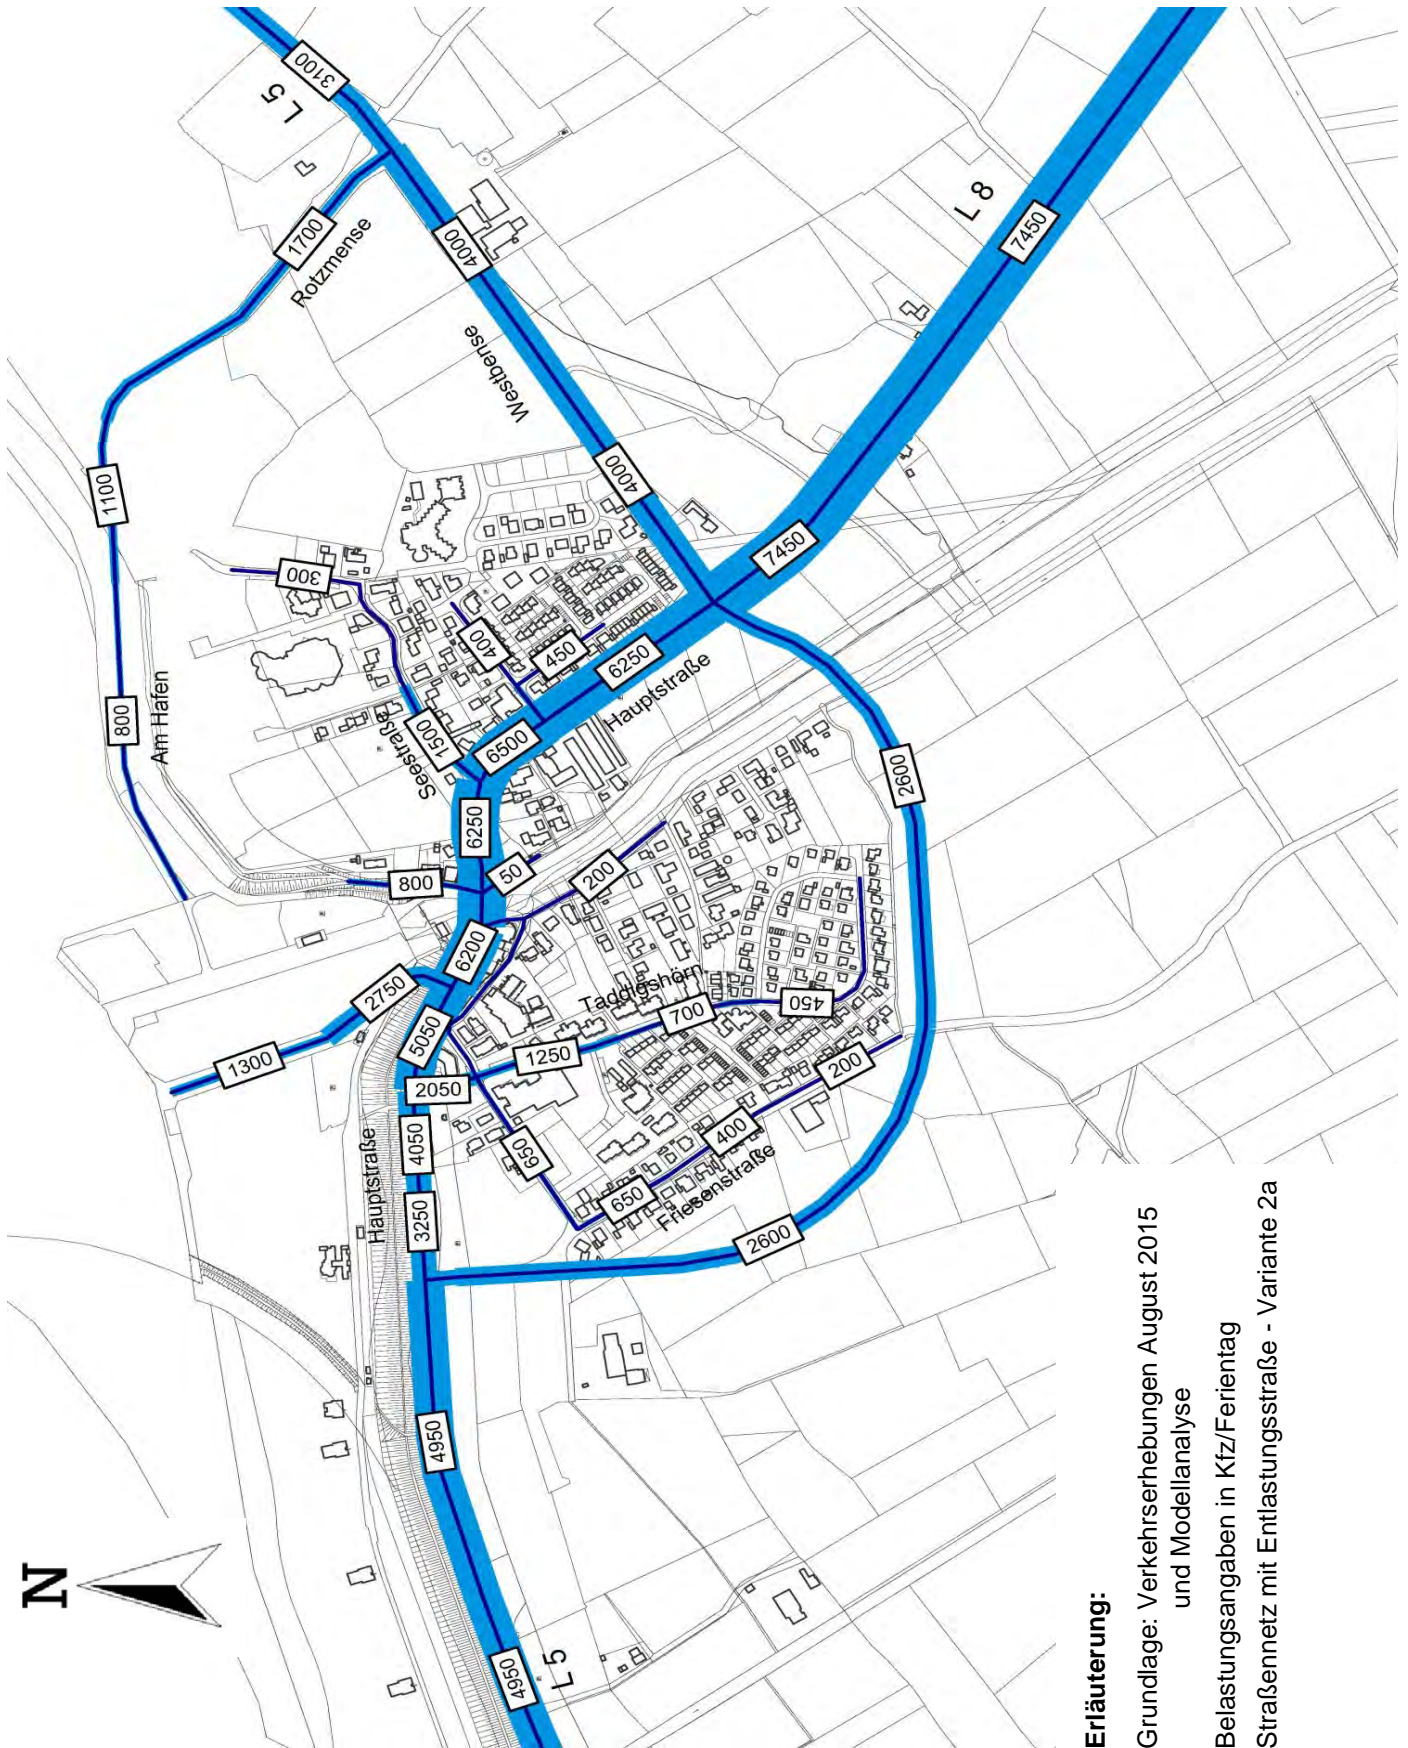 3100
L 5
1700
Rotzmense
4000
Westbense
L 8
7450
1100
4000
7450
300
800
Am Hafen
400
450
6250
Hauptstraße
1500
Seestraße
6500
2600
6250
800
50
200
6200
2750
Taddigshörn
450
700
5050
1300
1250
2050
200
4050
Hauptstraße
650
400
3250
650
Friesenstraße
2600
4950
4950
L 5
N
Erläuterung:
Grundlage: Verkehrserhebungen August 2015
und Modellanalyse
Belastungsangaben in Kfz/Ferientag
Straßennetz mit Entlastungsstraße - Variante 2a